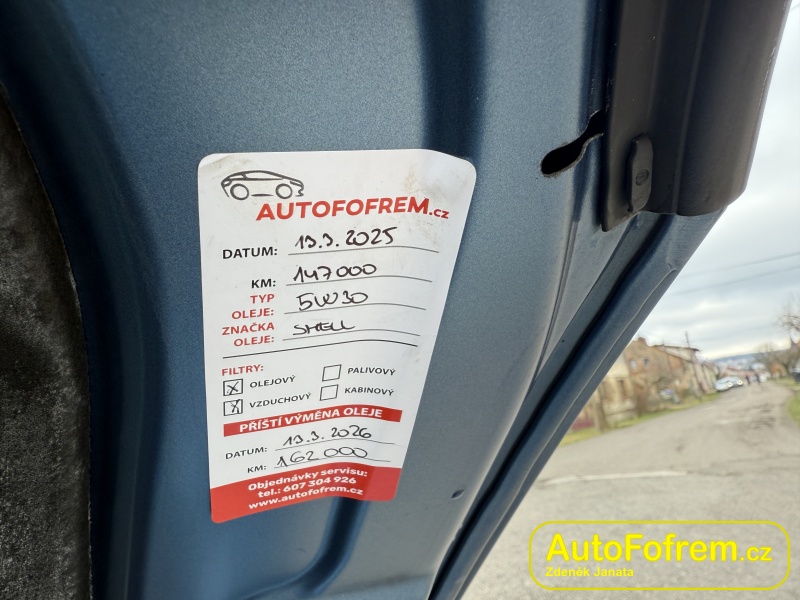 AUTOFOFREM.cz
DATUM: 19.3.2025
KM: 147000
TYP OLEJE: 5W30
ZNAČKA OLEJE: SHELL
FILTRY:
X OLEJOVÝ PALIVOVÝ
X VZDUCHOVÝ KABINOVÝ
PŘÍŠTÍ VÝMĚNA OLEJE
DATUM: 19.3.2026
KM: 162000
Objednávky servisu:
tel.: 607 304 926
www.autofofrem.cz
AutoFofrem.cz
Zdeněk Janata